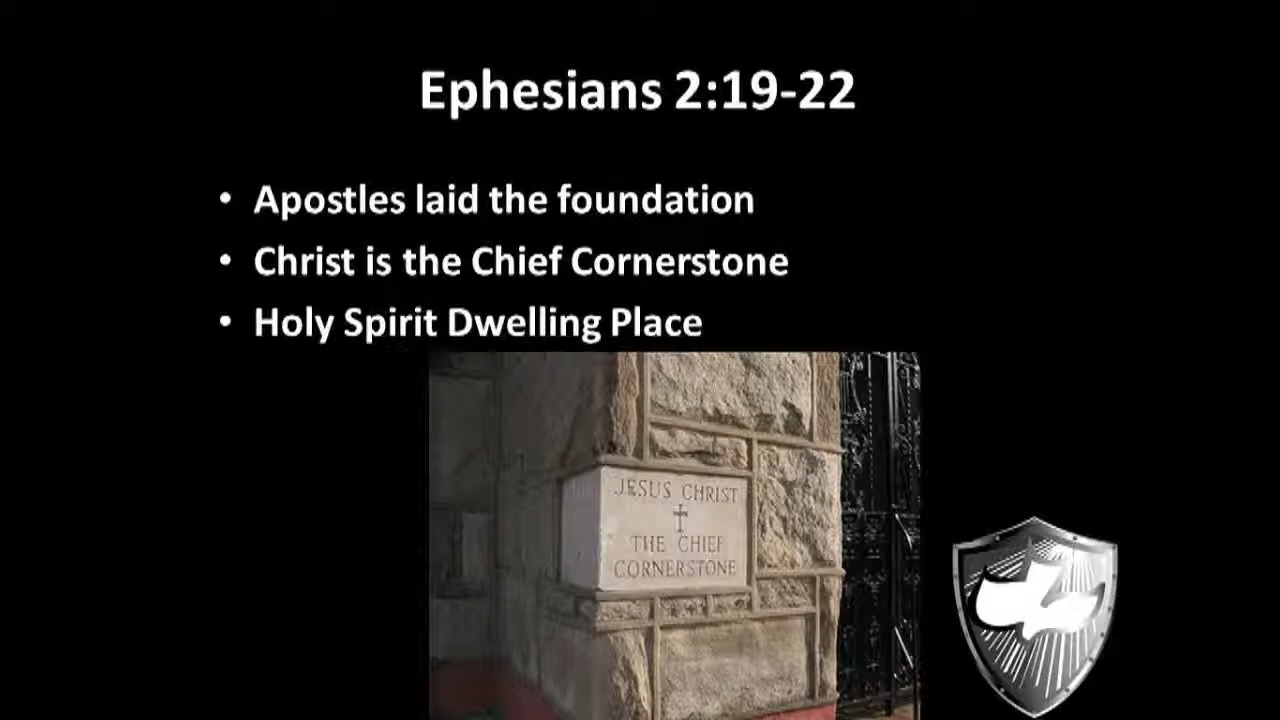 Ephesians 2:19-22
• Apostles laid the foundation
• Christ is the Chief Cornerstone
• Holy Spirit Dwelling Place
JESUS CHRIST
THE CHIEF
CORNERSTONE